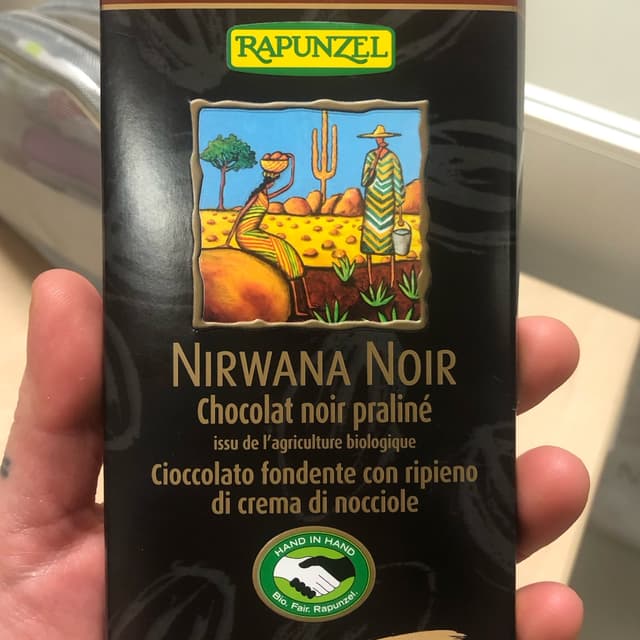 RAPUNZEL
NIRWANA NOIR
Chocolat noir praliné
issu de l'agriculture biologique
Cioccolato fondente con ripieno
di crema di nocciole
HAND IN HAND
Bio. Fair. Rapunzel.